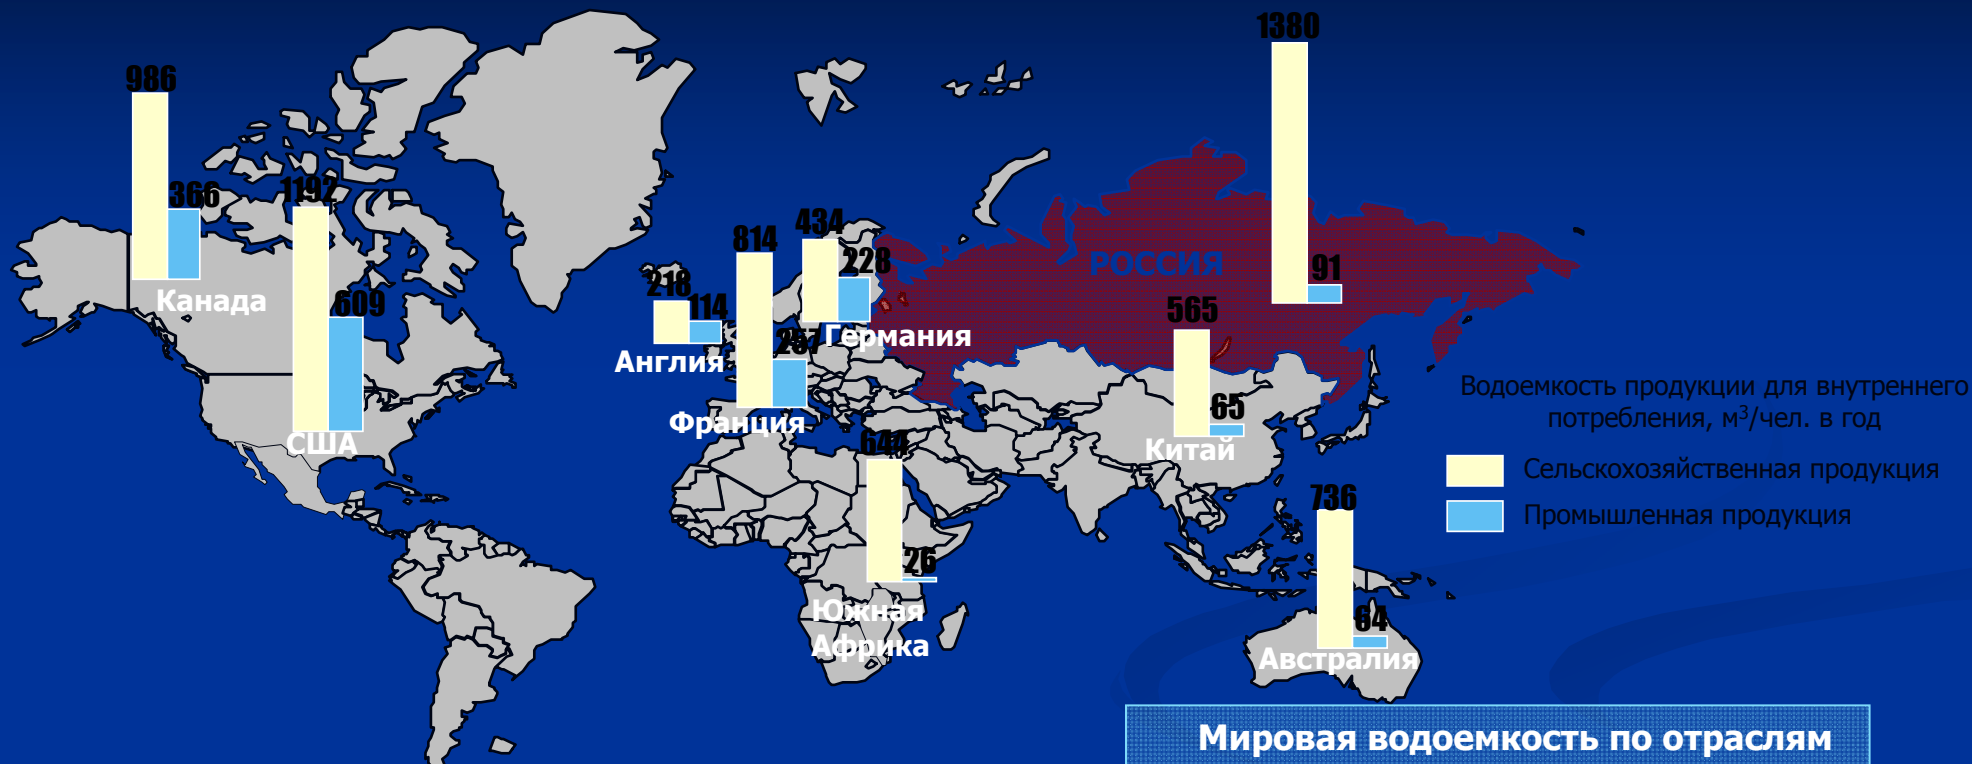 1380
986
366
1192
609
Канада
США
218
114
Англия
814
257
Франция
434
228
Германия
РОССИЯ
91
565
65
Китай
644
26
Южная
Африка
736
64
Австралия
Водоемкость продукции для внутреннего
потребления, м³/чел. в год
Сельскохозяйственная продукция
Промышленная продукция
Мировая водоемкость по отраслям